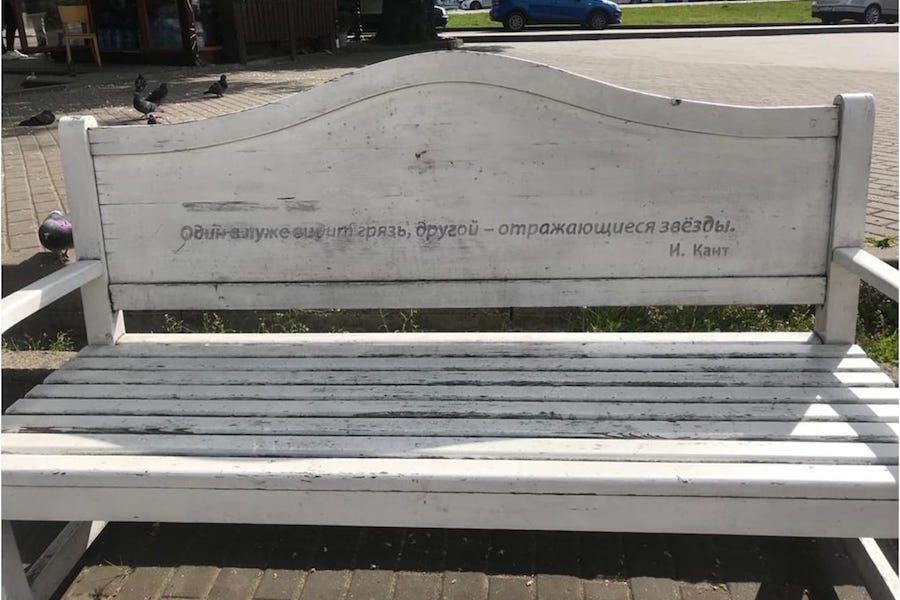 Один в луже видит грязь, другой – отражающиеся звёзды.
И. Кант